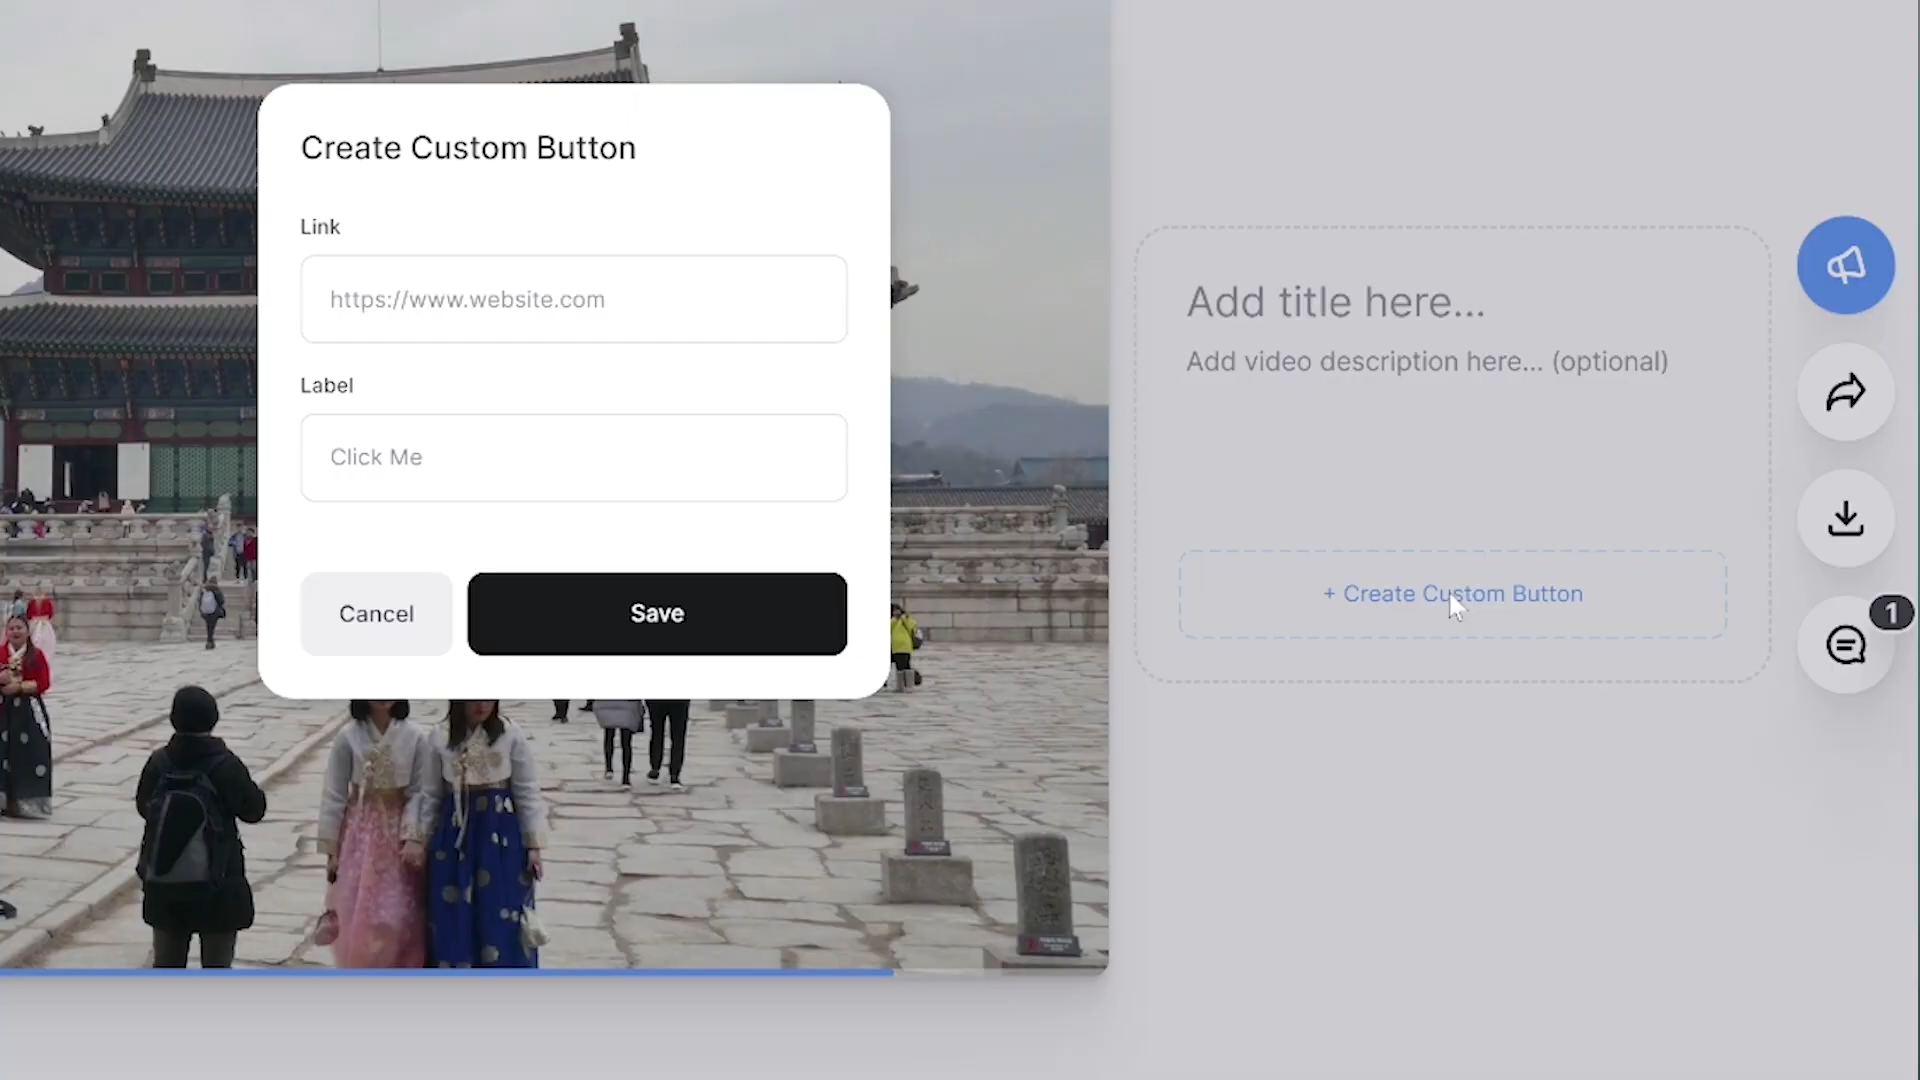 Create Custom Button
Link
https://www.website.com
Label
Click Me
Cancel
Save
Add title here...
Add video description here... (optional)
+ Create Custom Button
1